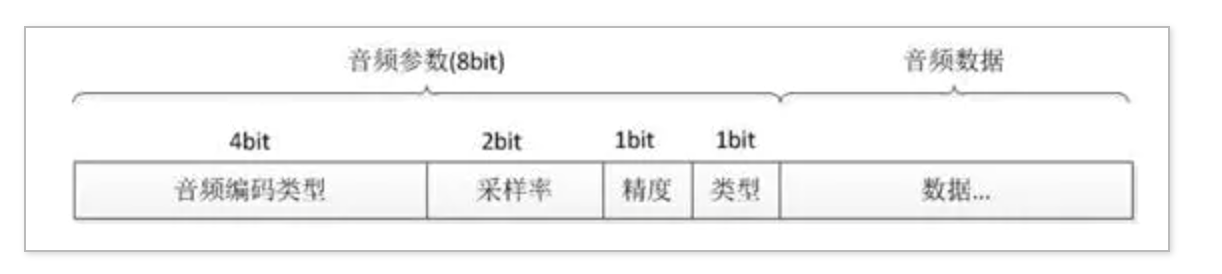 音频参数(8bit) 音频数据
4bit 2bit 1bit 1bit
音频编码类型 采样率 精度 类型 数据...